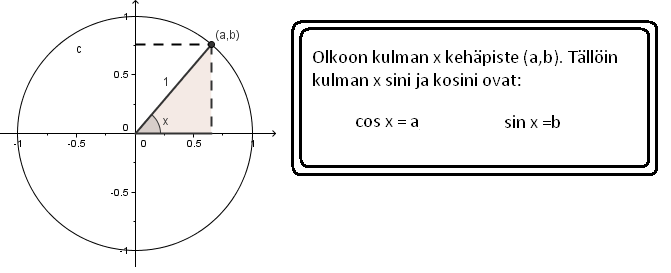 1
(a,b)
c
0.5
1
x
0
-1
-0.5
0
0.5
1
-0.5
-1
Olkoon kulman x kehäpiste (a,b). Tällöin
kulman x sini ja kosini ovat:
cos x = a sin x =b